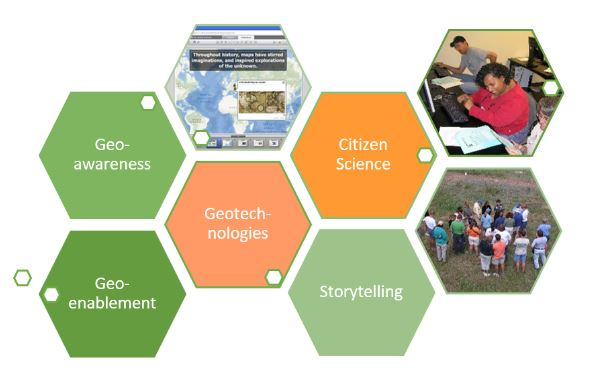 Throughout history, maps have stirred
imaginations, and inspired explorations
of the unknown.
Geo-
awareness
Citizen
Science
Geotech-
nologies
Geo-
enablement
Storytelling